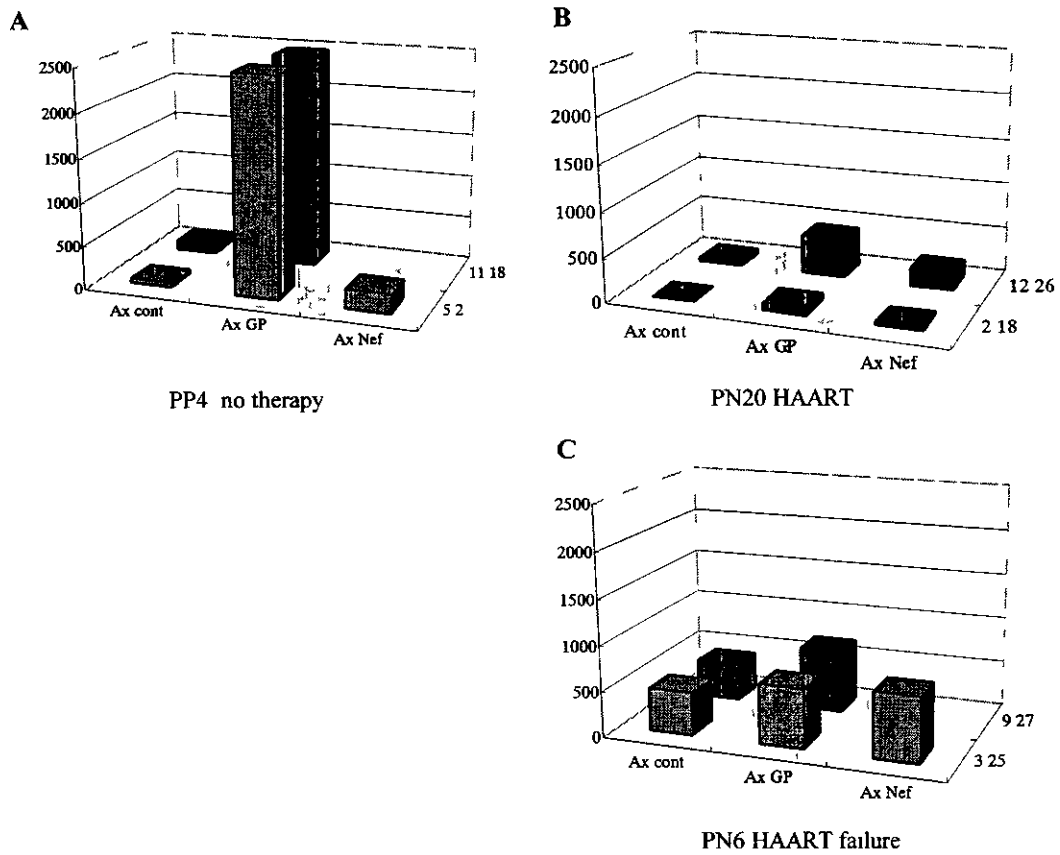 A
2500
2000
1500
1000
500
0
Ax cont
Ax GP
Ax Nef
11 18
5 2
PP4 no therapy
B
2500
2000
1500
1000
500
0
Ax cont
Ax GP
Ax Nef
12 26
2 18
PN20 HAART
C
2500
2000
1500
1000
500
0
Ax cont
Ax GP
Ax Nef
9 27
3 25
PN6 HAART failure